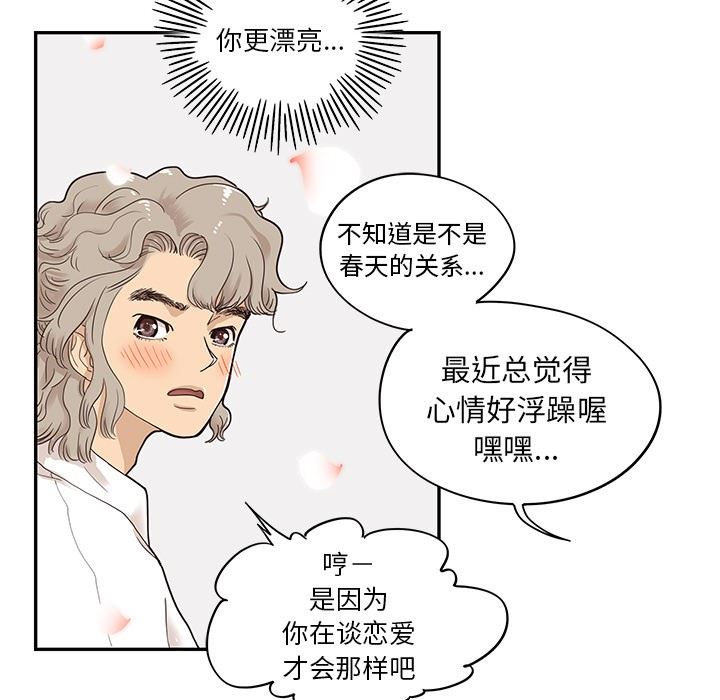 你更漂亮...
不知道是不是
春天的关系...
最近总觉得
心情好浮躁喔
嘿嘿...
哼—
是因为
你在谈恋爱
才会那样吧